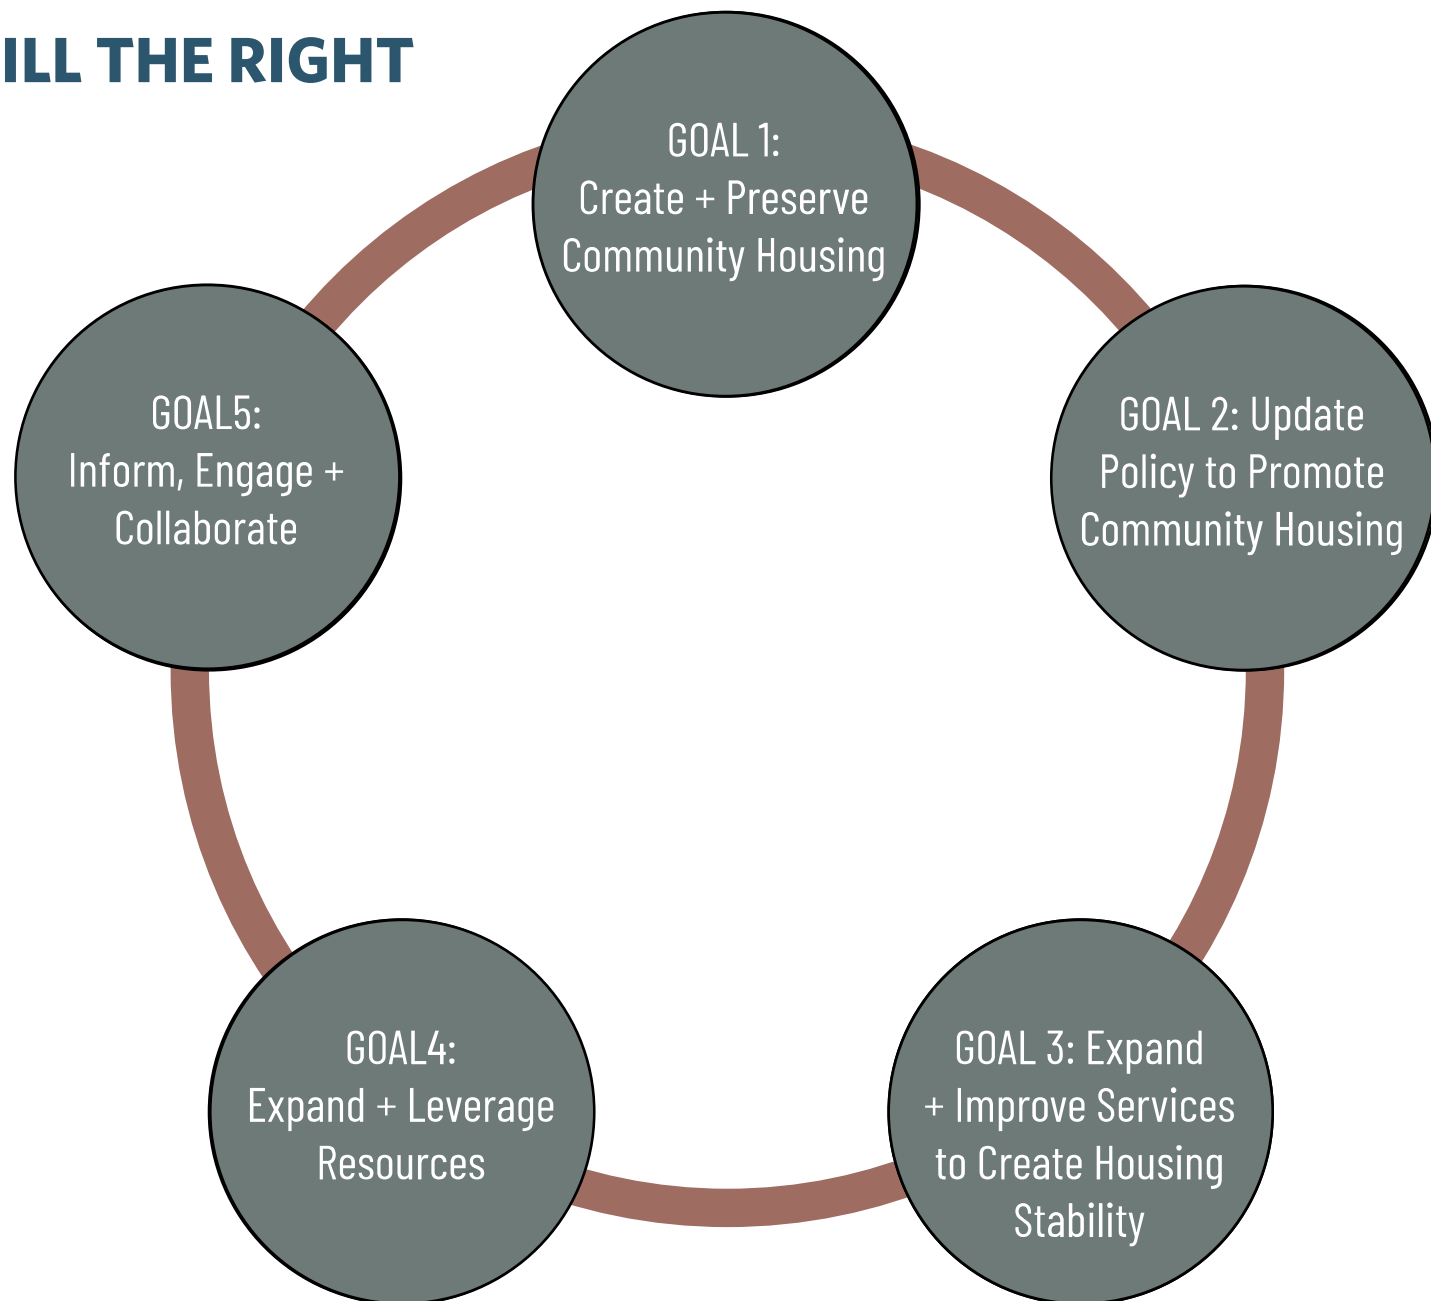 ILL THE RIGHT
GOAL 1:
Create + Preserve
Community Housing
GOAL 2: Update
Policy to Promote
Community Housing
GOAL 3: Expand
+ Improve Services
to Create Housing
Stability
GOAL4:
Expand + Leverage
Resources
GOAL5:
Inform, Engage +
Collaborate